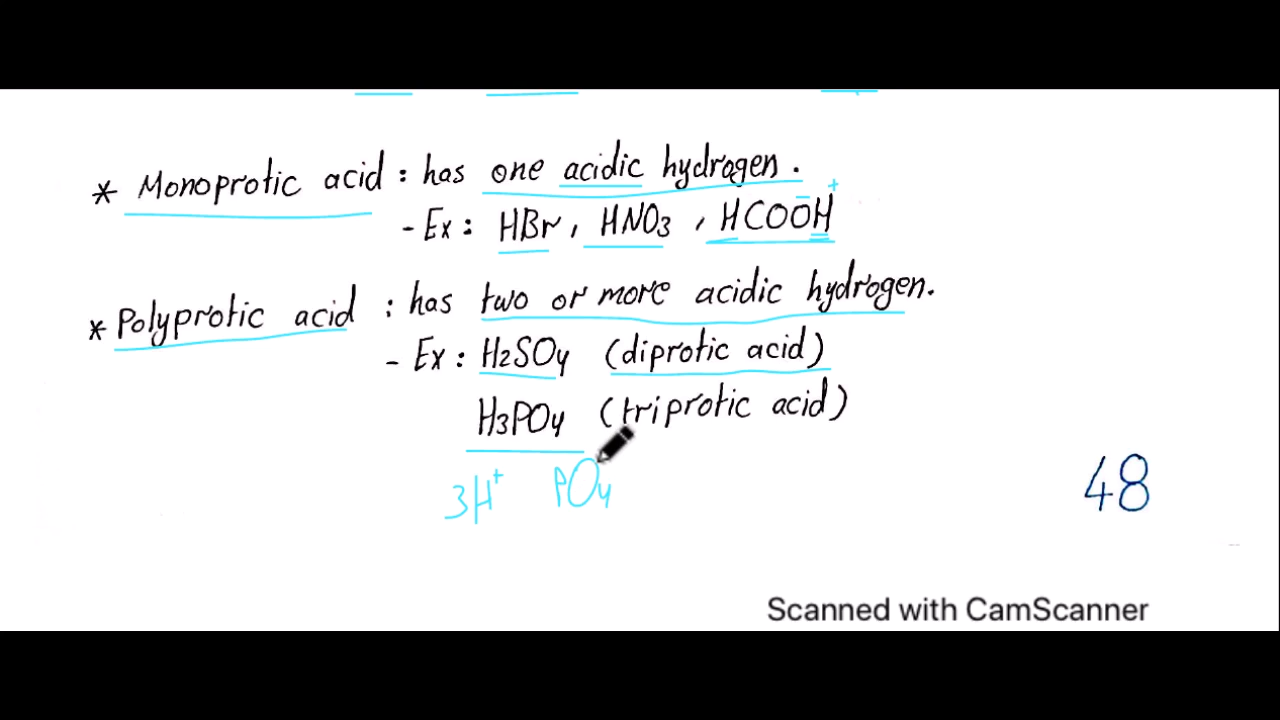 * Monoprotic acid : has one acidic hydrogen.
- Ex : HBr, HNO3, HCOOH +
* Polyprotic acid : has two or more acidic hydrogen.
- Ex : H2SO4 (diprotic acid)
H3PO4 (triprotic acid)
3H+ PO4
48
Scanned with CamScanner